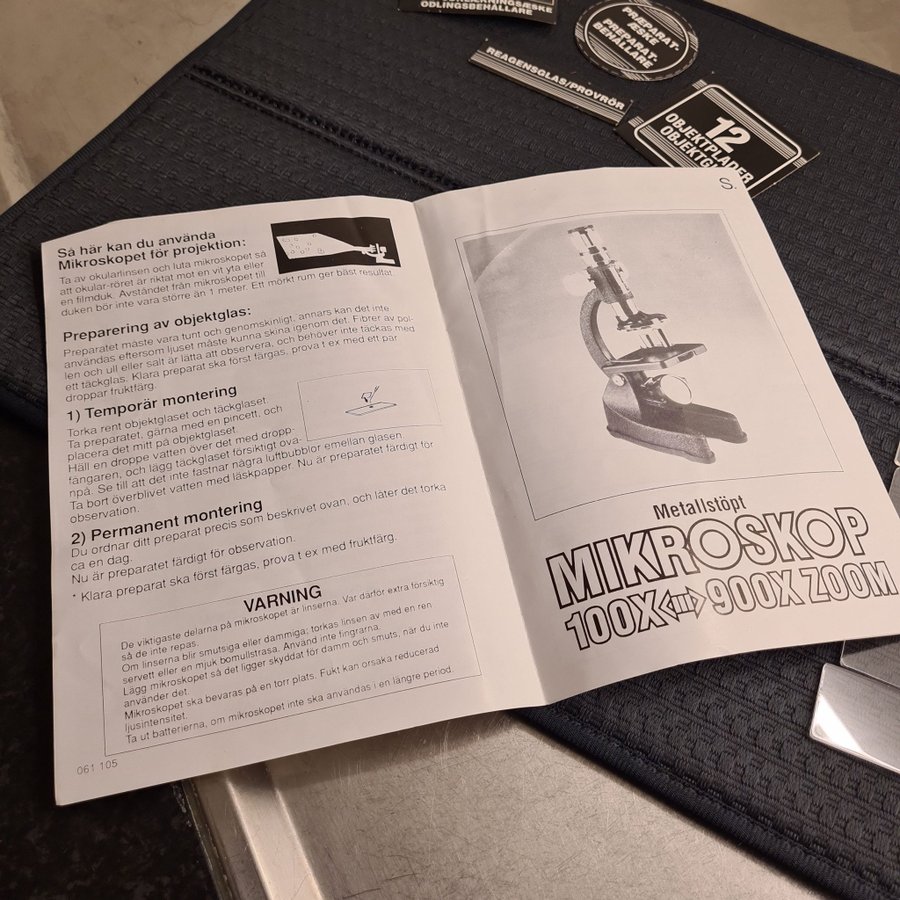 ODLINGSBEHÅLLARE
PRÆPARAT-
ÆSKE
PREPARAT-
BEHÅLLARE
REAGENSGLAS/PROVRÖR
12
OBJEKTPLADER
S.
Så här kan du använda
Mikroskopet för projektion:
Ta av okularlinsen och luta mikroskopet så
att okular-röret är riktat mot en vit yta eller
en filmduk. Avståndet från mikroskopet till
duken bör inte vara större än 1 meter. Ett mörkt rum ger bäst resultat.
Preparering av objektglas:
Preparatet måste vara tunt och genomskinligt, annars kan det inte
användas eftersom ljuset måste kunna skina igenom det. Fibrer av pol-
len och ull eller salt är lätta att observera, och behöver inte täckas med
ett täckglas. Klara preparat ska först färgas, prova t ex med ett par
droppar fruktfärg.
1) Temporär montering
Torka rent objektglaset och täckglaset.
Ta preparatet, gärna med en pincett, och
placera det mitt på objektglaset.
Häll en droppe vatten över det med dropp-
fångaren, och lägg täckglaset försiktigt ova-
npå. Se till att det inte fastnar några luftbubblor emellan glasen.
Ta bort överblivet vatten med läskpapper. Nu är preparatet färdigt för
observation.
2) Permanent montering
Du ordnar ditt preparat precis som beskrivet ovan, och låter det torka
ca en dag.
Nu är preparatet färdigt för observation.
* Klara preparat ska först färgas, prova t ex med fruktfärg.
VARNING
De viktigaste delarna på mikroskopet är linserna. Var därför extra försiktig
så de inte repas.
Om linserna blir smutsiga eller dammiga; torkas linsen av med en ren
servett eller en mjuk bomullstrasa. Använd inte fingrarna.
Lägg mikroskopet så det ligger skyddat för damm och smuts, när du inte
använder det.
Mikroskopet ska bevaras på en torr plats. Fukt kan orsaka reducerad
ljusintensitet.
Ta ut batterierna, om mikroskopet inte ska användas i en längre period.
061 105
Metallstöpt
MIKROSKOP
100X 900X ZOOM